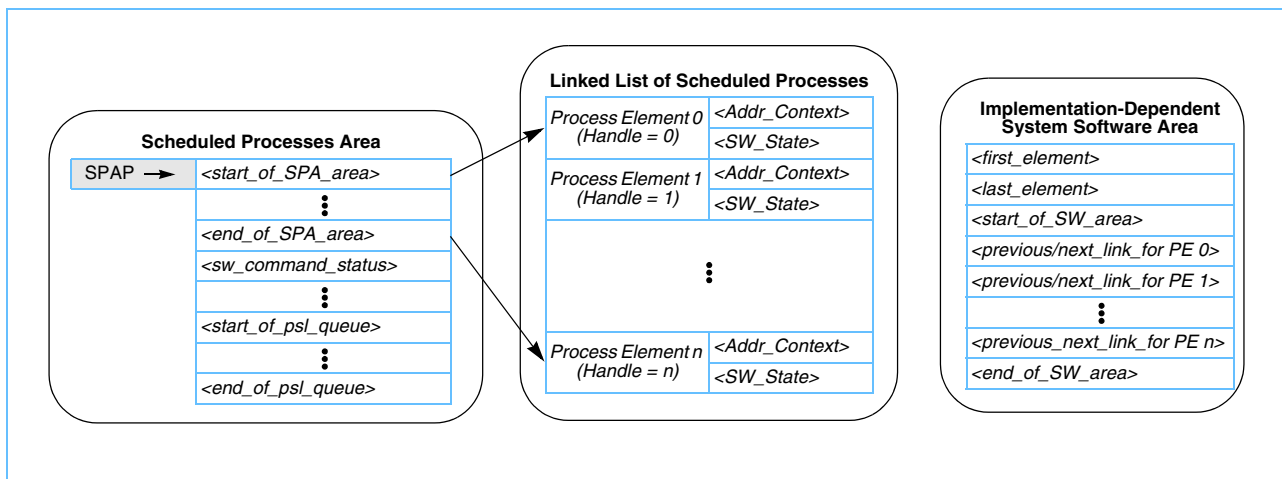 Scheduled Processes Area
SPAP
<start_of_SPA_area>
<end_of_SPA_area>
<sw_command_status>
<start_of_psl_queue>
<end_of_psl_queue>
Linked List of Scheduled Processes
Process Element 0
(Handle = 0)
<Addr_Context>
<SW_State>
Process Element 1
(Handle = 1)
<Addr_Context>
<SW_State>
Process Element n
(Handle = n)
<Addr_Context>
<SW_State>
Implementation-Dependent
System Software Area
<first_element>
<last_element>
<start_of_SW_area>
<previous/next_link_for PE 0>
<previous/next_link_for PE 1>
<previous_next_link_for PE n>
<end_of_SW_area>